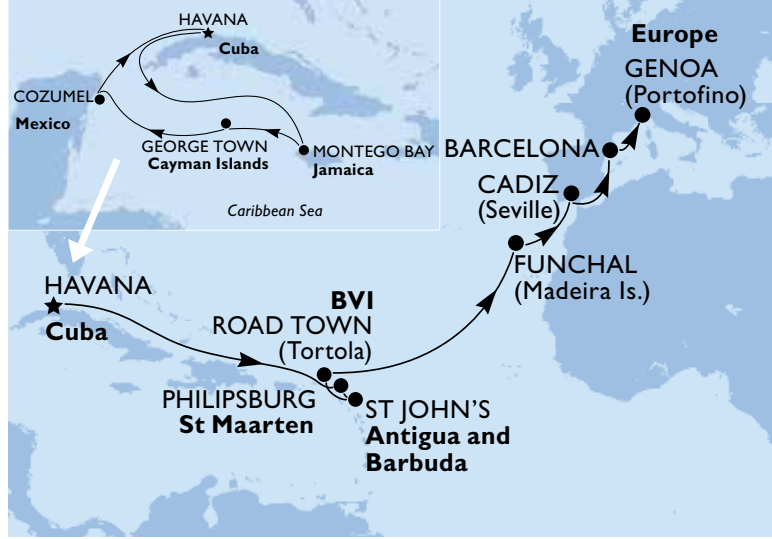 HAVANA
Cuba
COZUMEL
Mexico
GEORGE TOWN
Cayman Islands
MONTEGO BAY
Jamaica
Caribbean Sea
Europe
GENOA
(Portofino)
BARCELONA
CADIZ
(Seville)
FUNCHAL
(Madeira Is.)
HAVANA
Cuba
BVI
ROAD TOWN
(Tortola)
PHILIPSBURG
St Maarten
ST JOHN'S
Antigua and
Barbuda